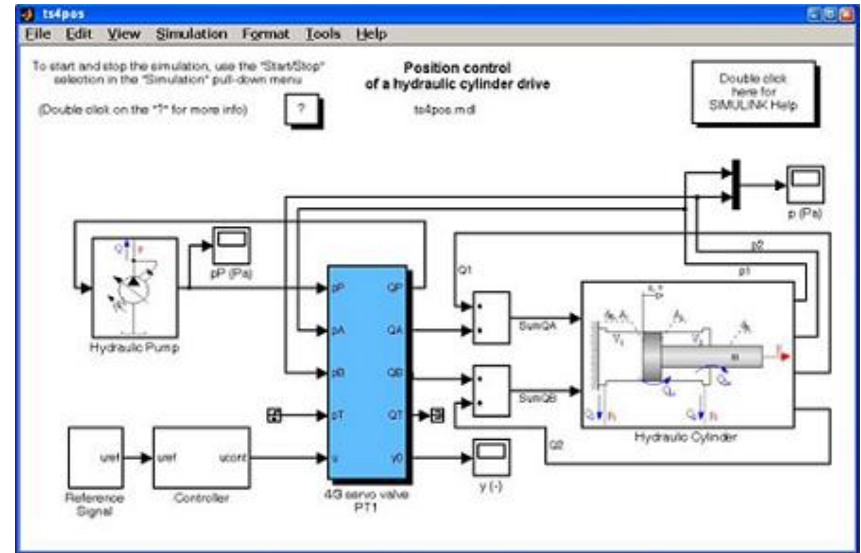 ts4pos
File Edit View Simulation Format Tools Help
To start and stop the simulation, use the "Start/Stop"
selection in the "Simulation" pull-down menu
(Double click on the "?" for more info)
?
Position control
of a hydraulic cylinder drive
ts4pos.mdl
Double click
here for
SIMULINK Help
p (Pa)
p2
p1
pP (Pa)
Hydraulic Pump
pP QP
pA QA
pB QB
pT QT
u y0
4/3 servo valve
PT1
Q1
SumQA
SumQB
Q2
Hydraulic Cylinder
y (-)
uref
Reference
Signal
uref ucont
Controller